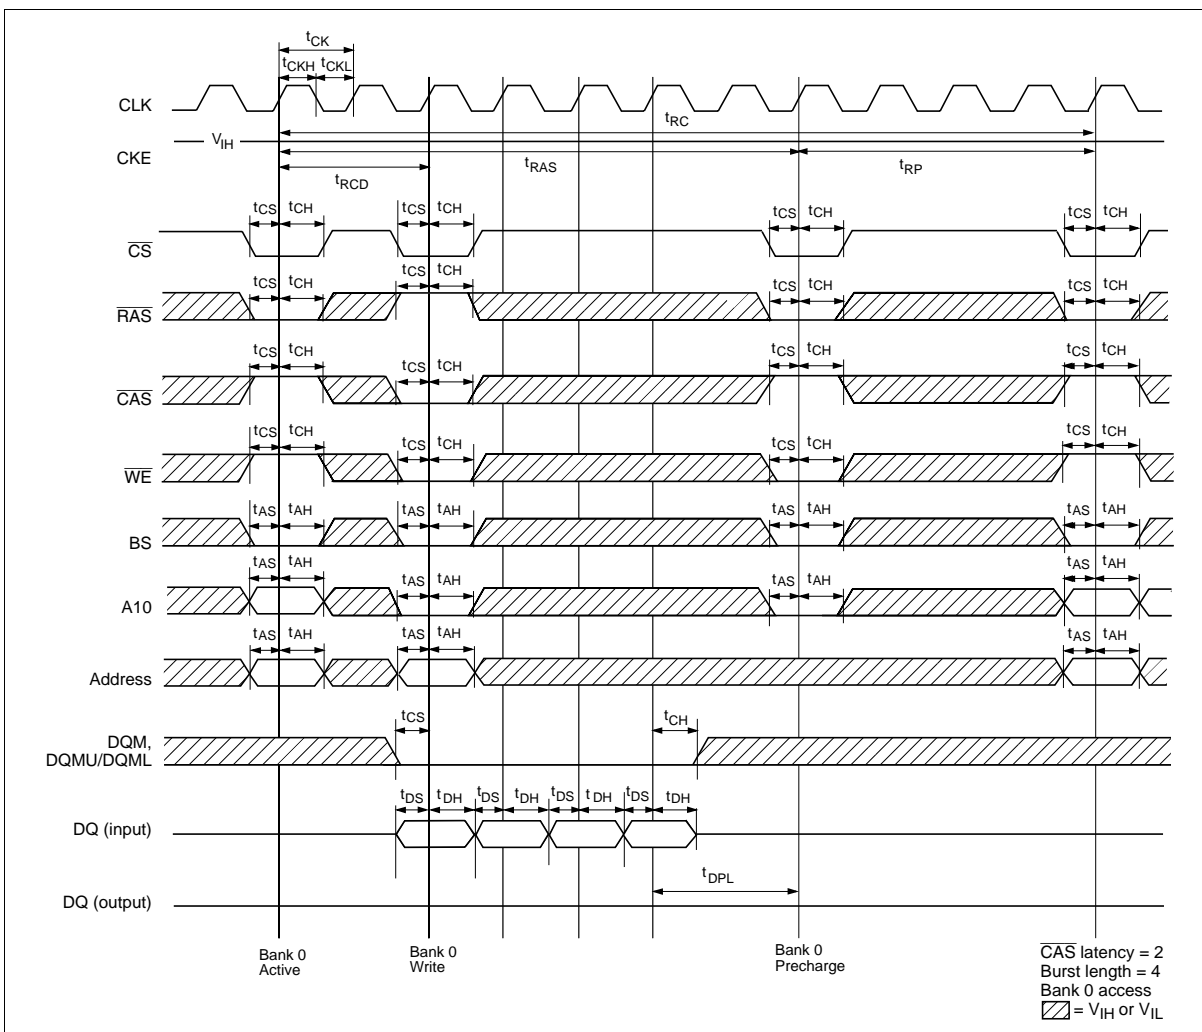 tCK
tCKH tCKL
CLK
tRC
VIH
CKE
tRAS tRP
tRCD
tCS tCH tCS tCH tCS tCH tCS tCH
CS
tCS tCH tCS tCH tCS tCH tCS tCH
RAS
tCS tCH tCS tCH tCS tCH tCS tCH
CAS
tCS tCH tCS tCH tCS tCH tCS tCH
WE
tAS tAH tAS tAH tAS tAH tAS tAH
BS
tAS tAH tAS tAH tAS tAH tAS tAH
A10
tAS tAH tAS tAH tAS tAH
Address
tCS tCH
DQM,
DQMU/DQML
tDS tDH tDS tDH tDS tDH tDS tDH
DQ (input)
tDPL
DQ (output)
Bank 0
Active
Bank 0
Write
Bank 0
Precharge
CAS latency = 2
Burst length = 4
Bank 0 access
= VIH or VIL